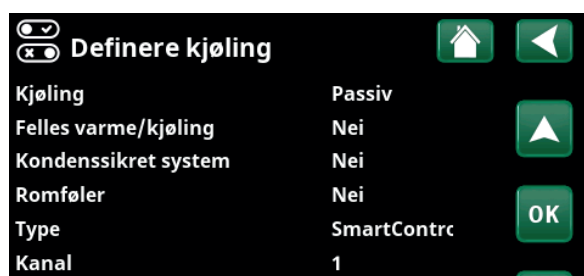 Definere kjøling
Kjøling Passiv
Felles varme/kjøling Nei
Kondenssikret system Nei
Romføler Nei
Type SmartContrc
Kanal 1
OK